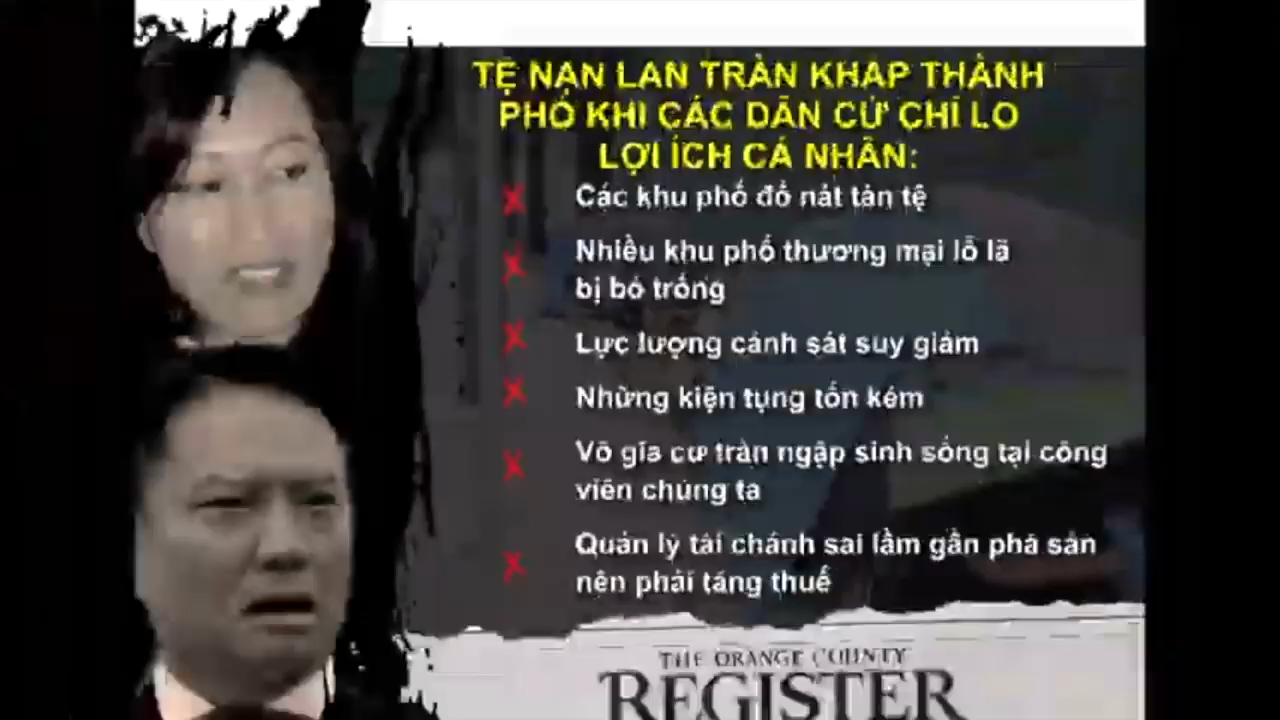 TỆ NẠN LAN TRÀN KHẮP THÀNH
PHỐ KHI CÁC DÂN CỬ CHỈ LO
LỢI ÍCH CÁ NHÂN:
X Các khu phố đổ nát tàn tệ
X Nhiều khu phố thương mại lỗ lã
bị bỏ trống
X Lực lượng cảnh sát suy giảm
X Những kiện tụng tốn kém
X Vô gia cư tràn ngập sinh sống tại công
viên chúng ta
X Quản lý tài chánh sai lầm gần phá sản
nên phải tăng thuế
THE ORANGE COUNTY
REGISTER